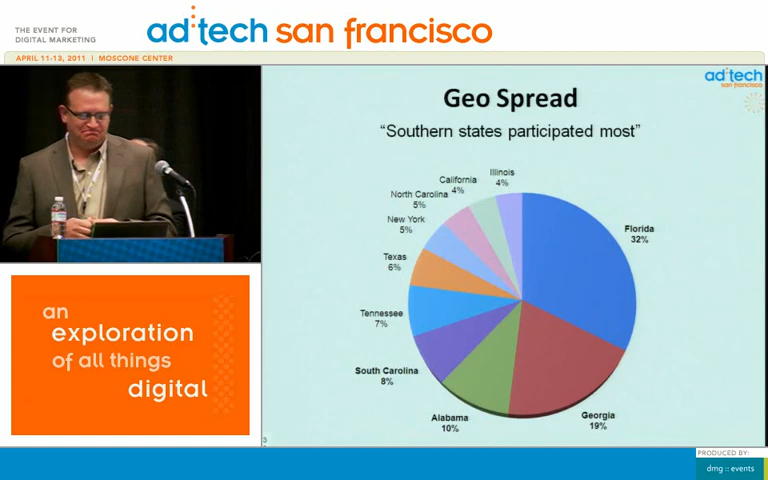 THE EVENT FOR
DIGITAL MARKETING
ad:tech san francisco
APRIL 11-13, 2011 | MOSCONE CENTER
ad:tech
san francisco
Geo Spread
“Southern states participated most”
Illinois
4%
California
4%
North Carolina
5%
New York
5%
Texas
6%
Tennessee
7%
South Carolina
8%
Alabama
10%
Georgia
19%
Florida
32%
an
exploration
of all things
digital
3
PRODUCED BY:
dmg :: events